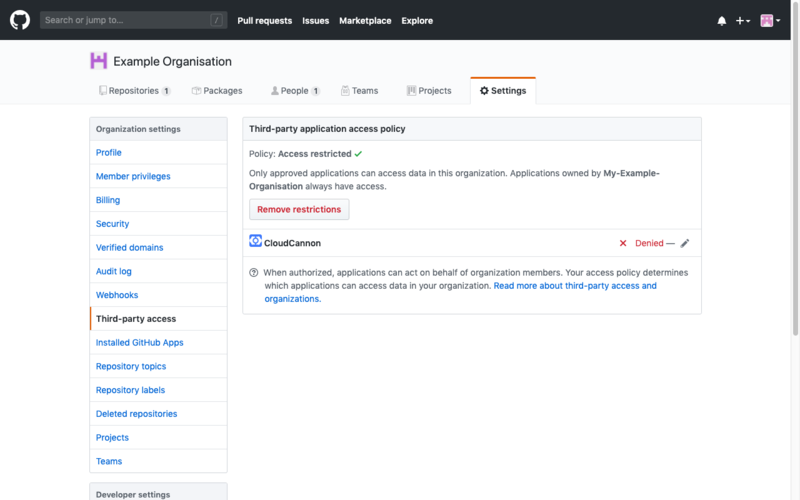 Search or jump to... /
Pull requests Issues Marketplace Explore
Example Organisation
Repositories 1 Packages People 1 Teams Projects Settings
Organization settings
Profile
Member privileges
Billing
Security
Verified domains
Audit log
Webhooks
Third-party access
Installed GitHub Apps
Repository topics
Repository labels
Deleted repositories
Projects
Teams
Developer settings
Third-party application access policy
Policy: Access restricted ✓
Only approved applications can access data in this organization. Applications owned by My-Example-
Organisation always have access.
Remove restrictions
CloudCannon
✕ Denied —
When authorized, applications can act on behalf of organization members. Your access policy determines
which applications can access data in your organization. Read more about third-party access and
organizations.